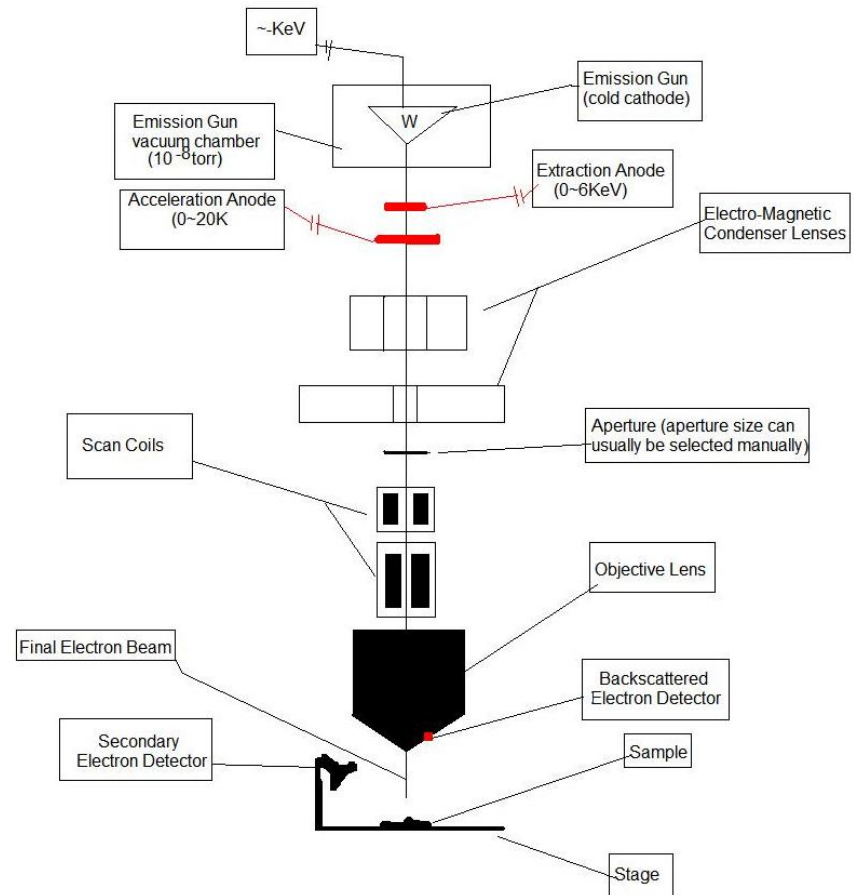 ~-KeV
Emission Gun
(cold cathode)
W
Emission Gun
vacuum chamber
(10 -8 torr)
Extraction Anode
(0~6KeV)
Acceleration Anode
(0~20K
Electro-Magnetic
Condenser Lenses
Aperture (aperture size can
usually be selected manually)
Scan Coils
Objective Lens
Final Electron Beam
Backscattered
Electron Detector
Secondary
Electron Detector
Sample
Stage